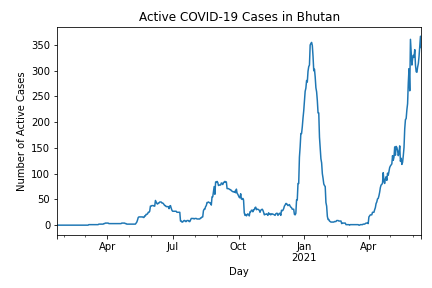 Active COVID-19 Cases in Bhutan
350
300
250
200
150
100
50
0
Number of Active Cases
Apr
Jul
Oct
Jan
2021
Apr
Day